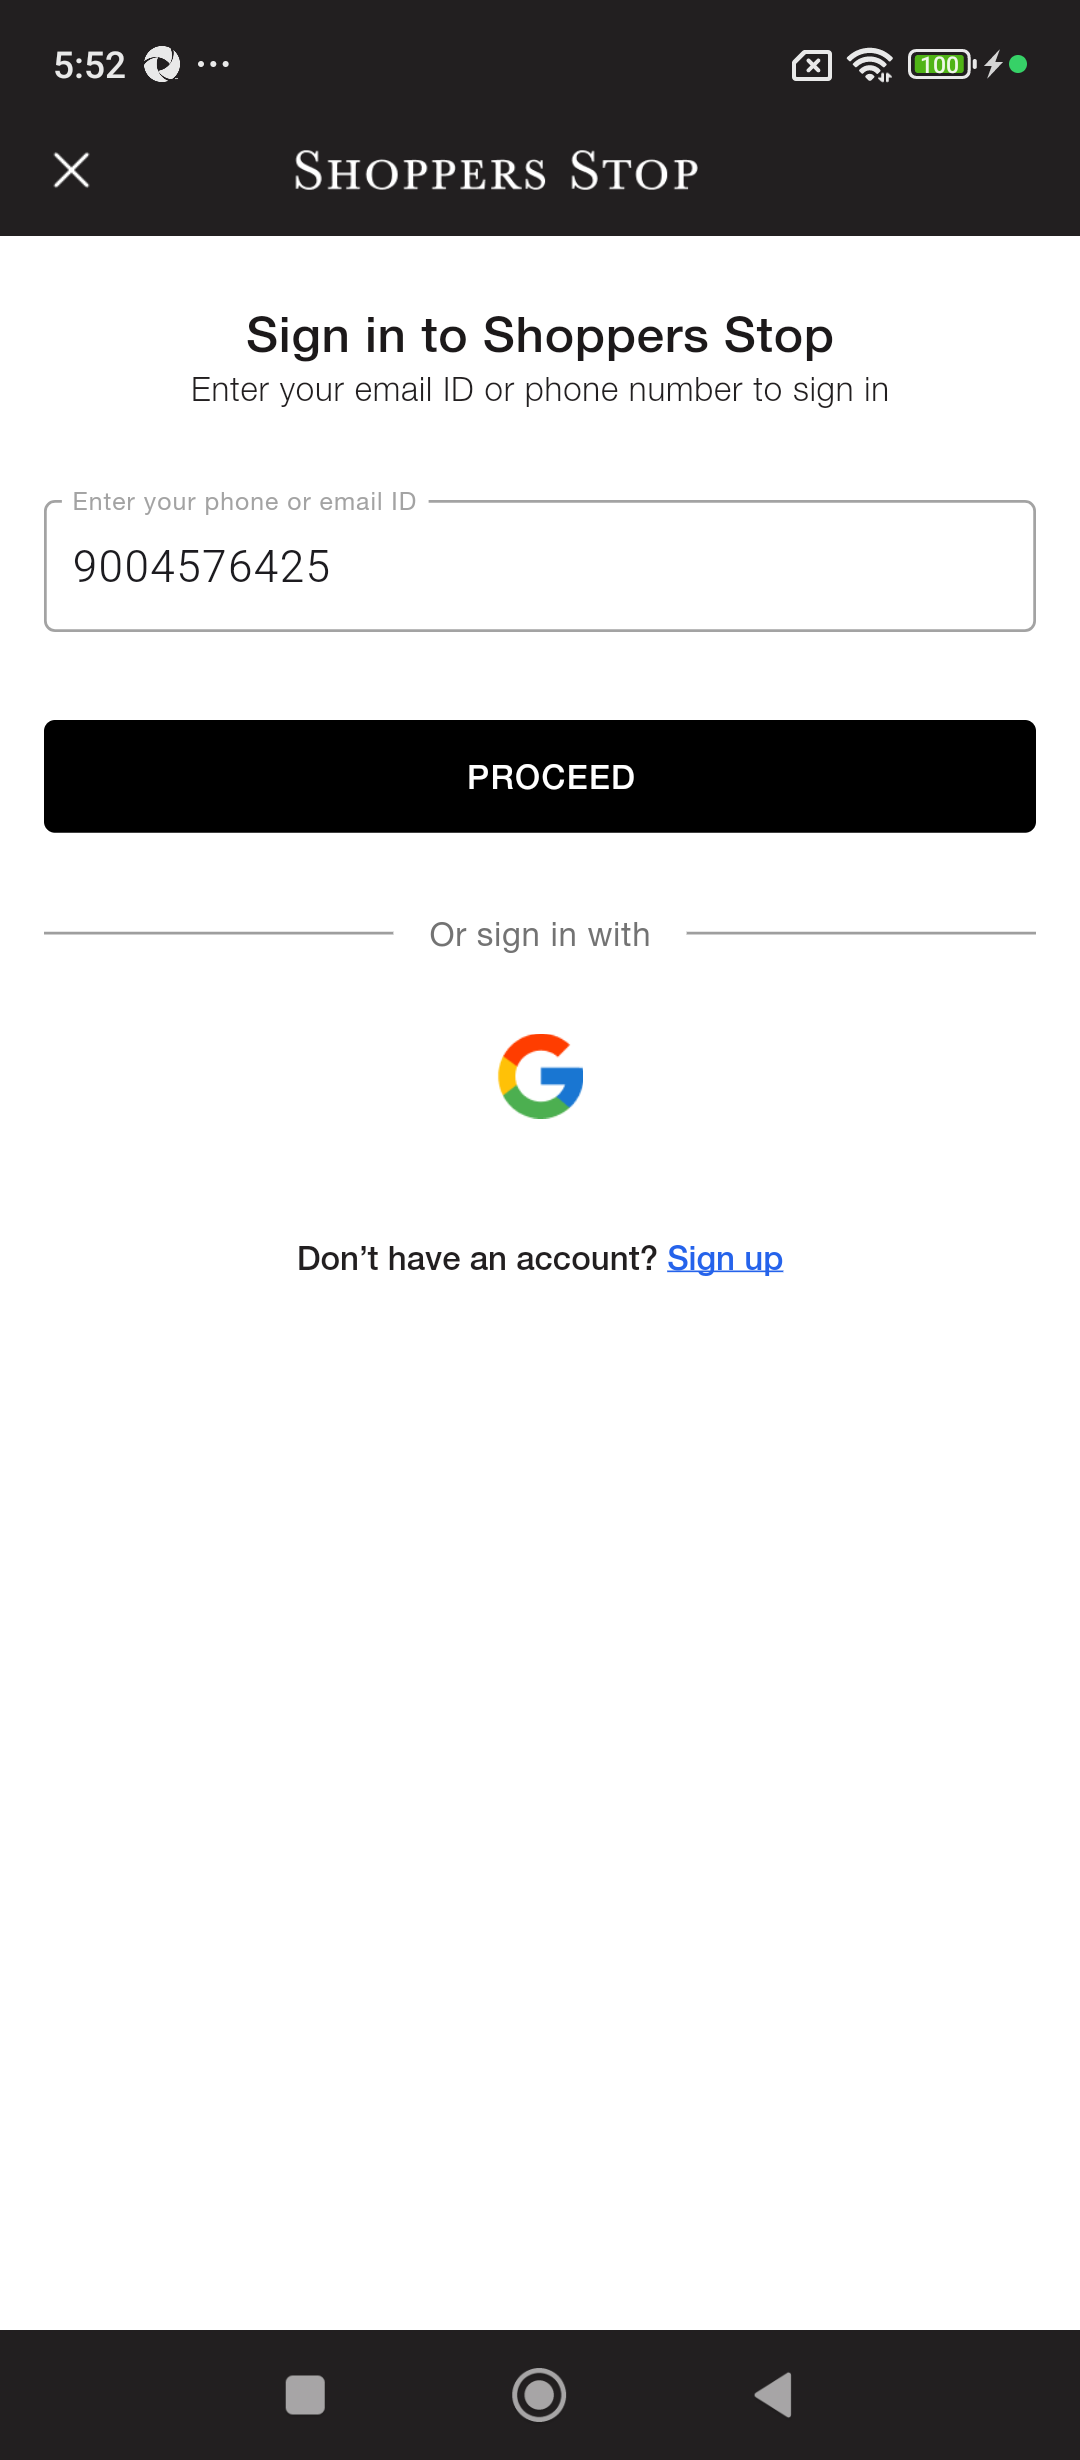 5:52
100
SHOPPERS STOP
Sign in to Shoppers Stop
Enter your email ID or phone number to sign in
Enter your phone or email ID
9004576425
PROCEED
Or sign in with
Don’t have an account? Sign up